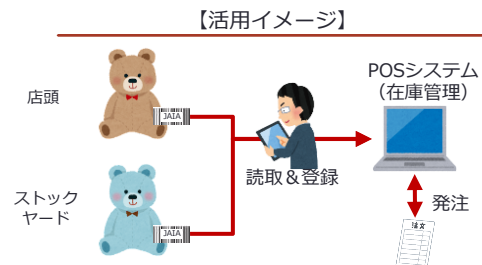 【活用イメージ】
店頭
JAIA
POSシステム
（在庫管理）
読取＆登録
ストック
ヤード
JAIA
発注
注文